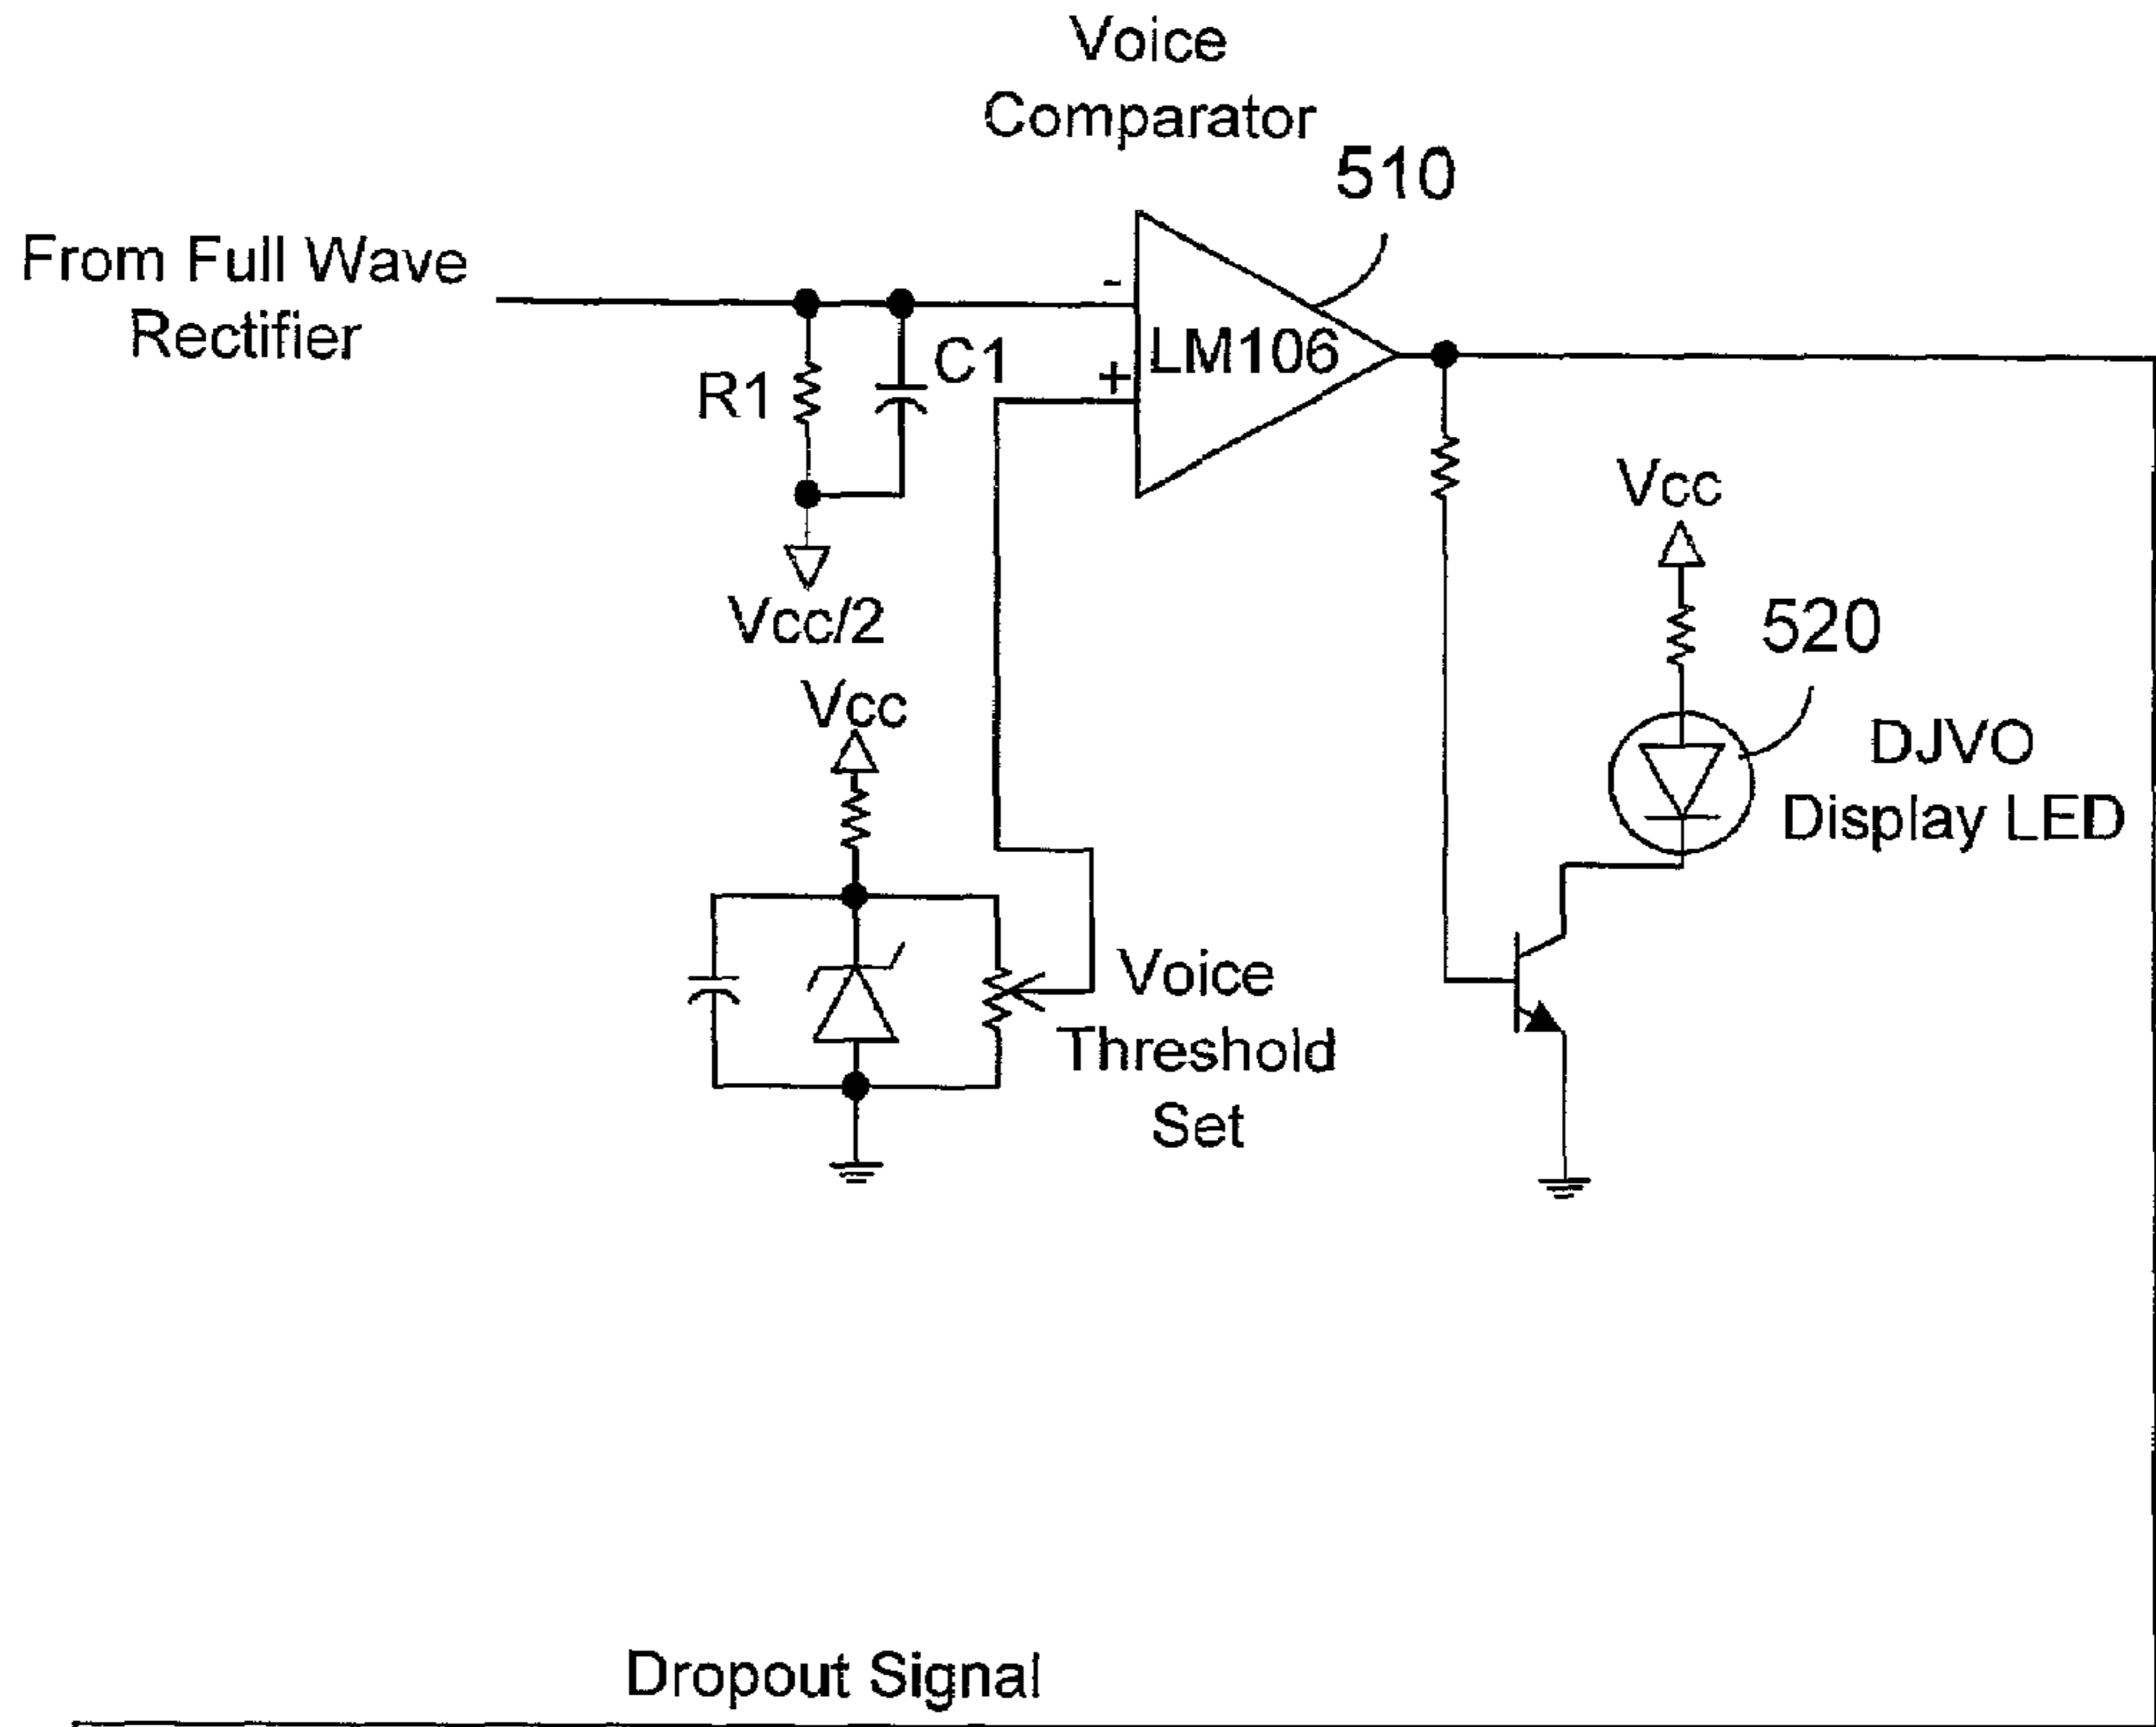 Voice
Comparator
510
From Full Wave
Rectifier
-
LM106
+
R1
C1
Vcc/2
Vcc
Vcc
520
DJVO
Display LED
Voice
Threshold
Set
Dropout Signal